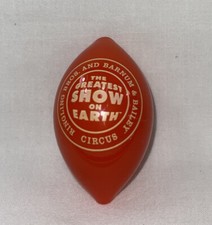 RINGLING BROS. AND BARNUM & BAILEY
THE
GREATEST
SHOW
ON
EARTH
CIRCUS